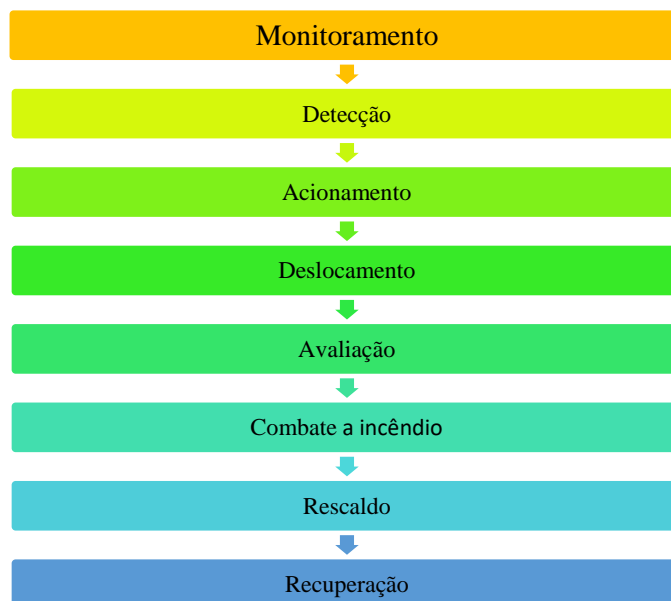 Monitoramento
Detecção
Acionamento
Deslocamento
Avaliação
Combate a incêndio
Rescaldo
Recuperação